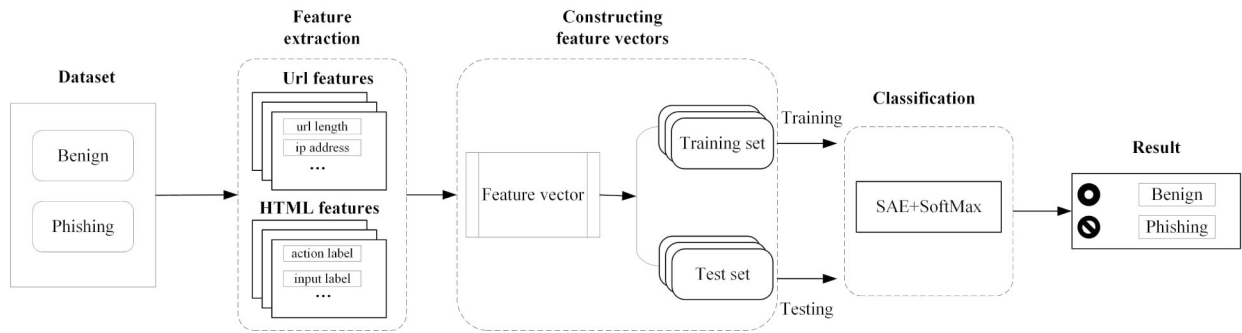 Dataset
Benign
Phishing
Feature
extraction
Url features
url length
ip address
...
HTML features
action label
input label
...
Constructing
feature vectors
Feature vector
Training set
Test set
Training
Testing
Classification
SAE+SoftMax
Result
Benign
Phishing